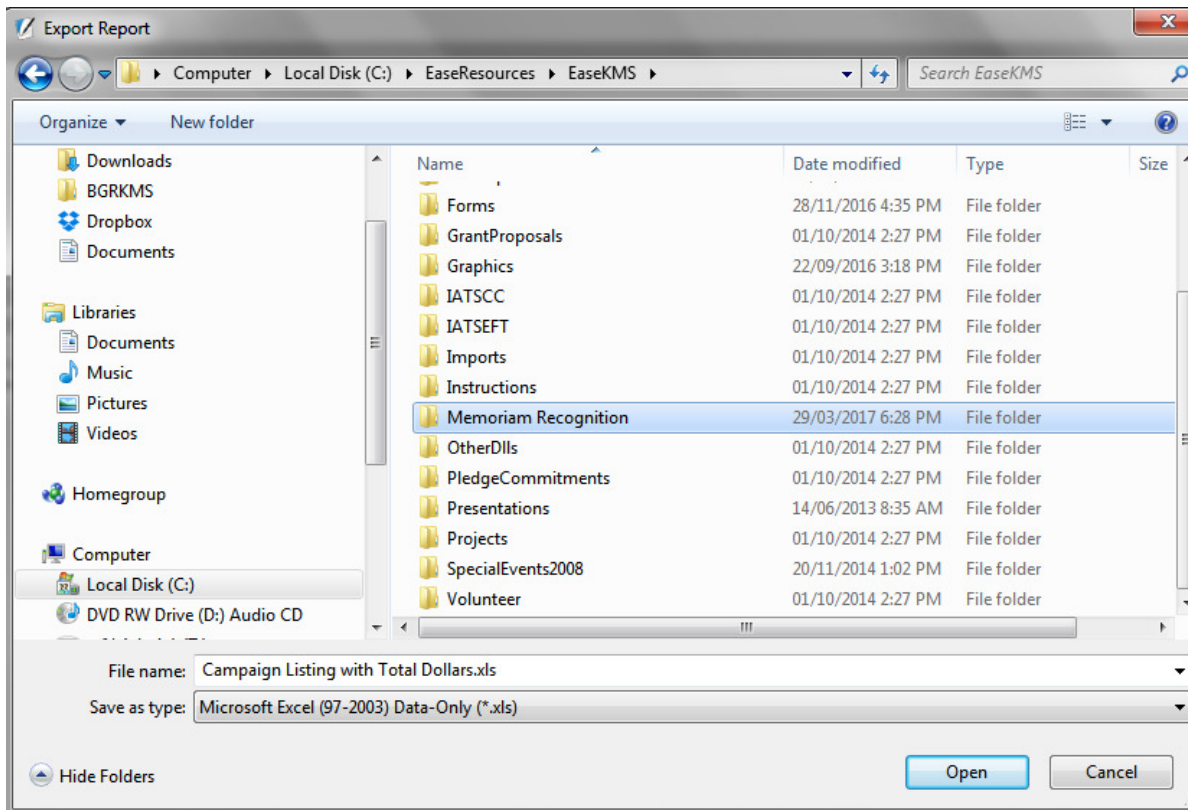 Export Report
Computer Local Disk (C:) EaseResources EaseKMS Search EaseKMS
Organize New folder
Downloads
BGRKMS
Dropbox
Documents
Libraries
Documents
Music
Pictures
Videos
Homegroup
Computer
Local Disk (C:)
DVD RW Drive (D:) Audio CD
Name Date modified Type Size
Forms 28/11/2016 4:35 PM File folder
GrantProposals 01/10/2014 2:27 PM File folder
Graphics 22/09/2016 3:18 PM File folder
IATSCC 01/10/2014 2:27 PM File folder
IATSEFT 01/10/2014 2:27 PM File folder
Imports 01/10/2014 2:27 PM File folder
Instructions 01/10/2014 2:27 PM File folder
Memoriam Recognition 29/03/2017 6:28 PM File folder
OtherDlls 01/10/2014 2:27 PM File folder
PledgeCommitments 01/10/2014 2:27 PM File folder
Presentations 14/06/2013 8:35 AM File folder
Projects 01/10/2014 2:27 PM File folder
SpecialEvents2008 20/11/2014 1:02 PM File folder
Volunteer 01/10/2014 2:27 PM File folder
File name: Campaign Listing with Total Dollars.xls
Save as type: Microsoft Excel (97-2003) Data-Only (*.xls)
Hide Folders Open Cancel